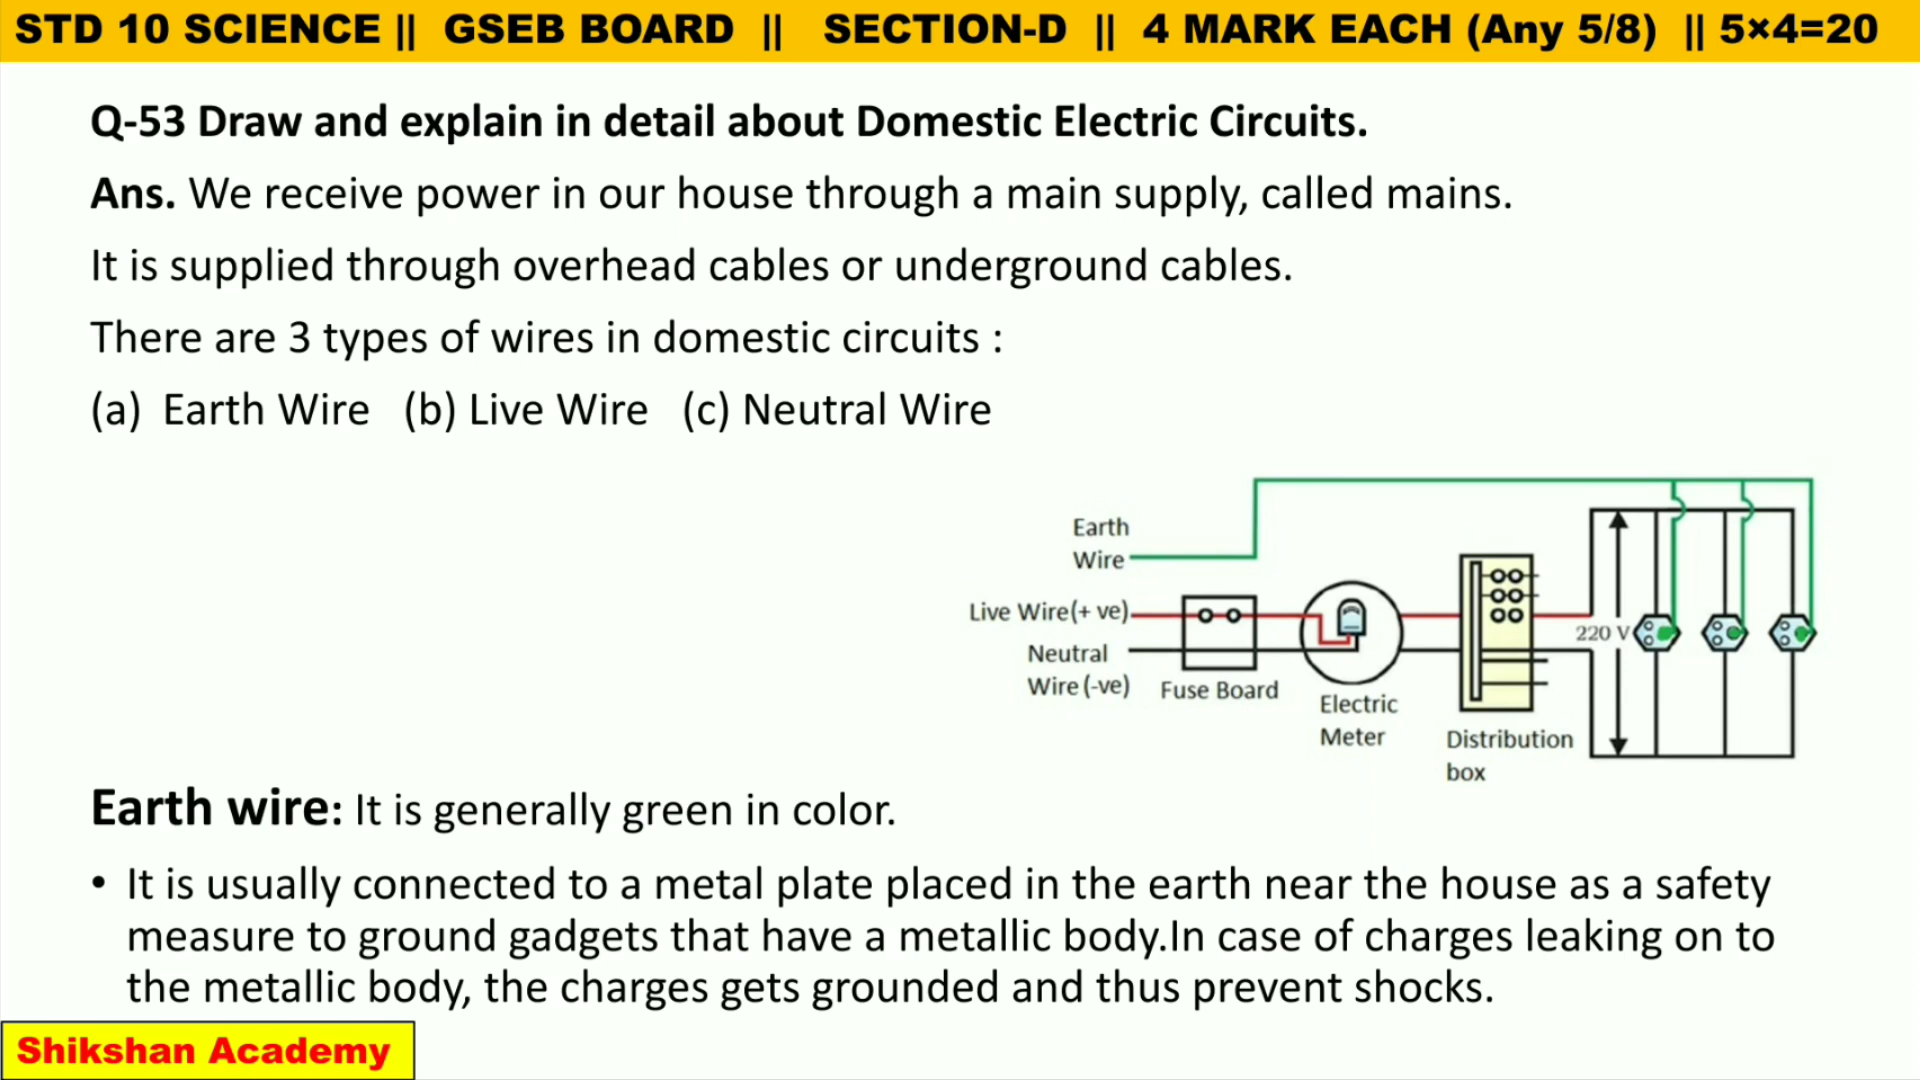 STD 10 SCIENCE || GSEB BOARD || SECTION-D || 4 MARK EACH (Any 5/8) || 5×4=20
Q-53 Draw and explain in detail about Domestic Electric Circuits.
Ans. We receive power in our house through a main supply, called mains.
It is supplied through overhead cables or underground cables.
There are 3 types of wires in domestic circuits :
(a) Earth Wire (b) Live Wire (c) Neutral Wire
Earth
Wire
Live Wire(+ ve)
Neutral
Wire (-ve)
Fuse Board
Electric
Meter
Distribution
box
220 V
Earth wire: It is generally green in color.
• It is usually connected to a metal plate placed in the earth near the house as a safety
measure to ground gadgets that have a metallic body.In case of charges leaking on to
the metallic body, the charges gets grounded and thus prevent shocks.
Shikshan Academy